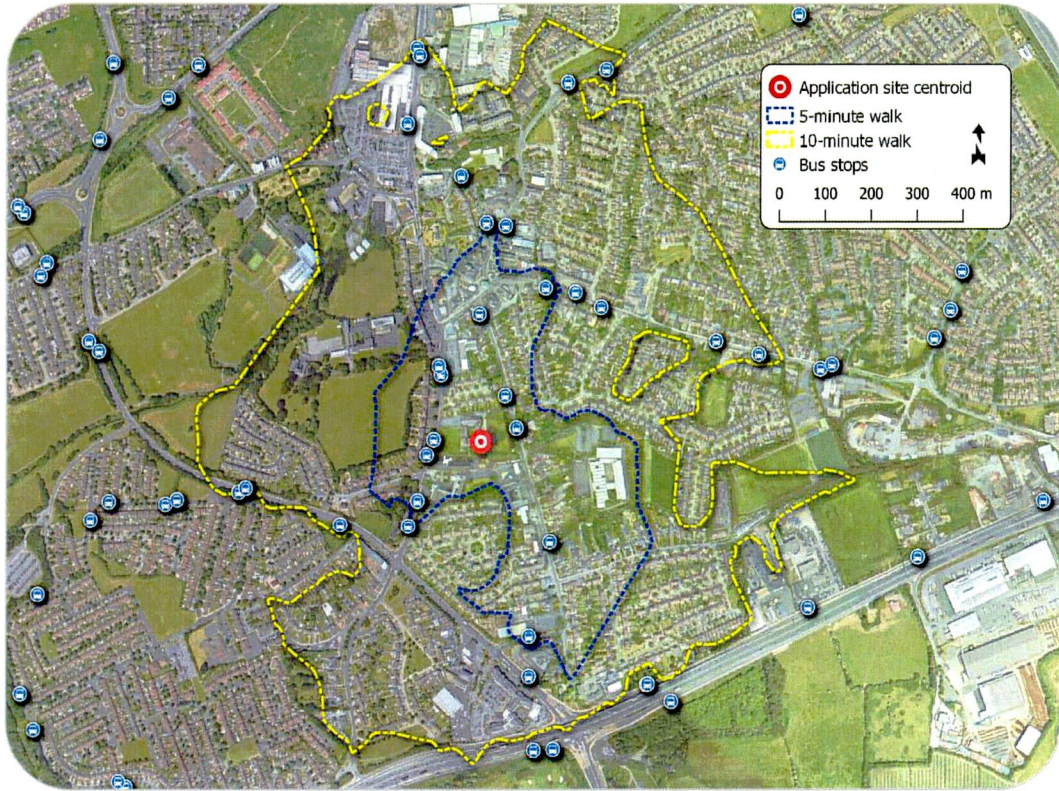 Application site centroid
5-minute walk
10-minute walk
Bus stops
0 100 200 300 400 m